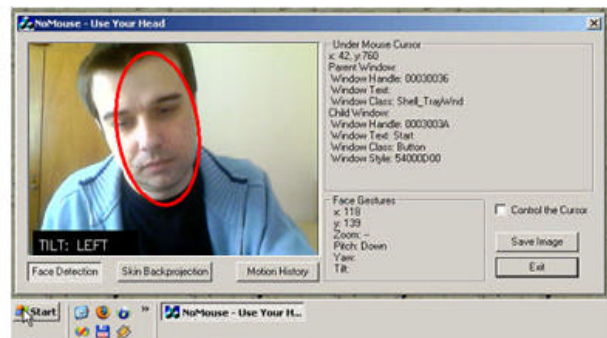 NoMouse - Use Your Head
Under Mouse Cursor
x: 42, y:760
Parent Window:
Window Handle: 00030036
Window Text:
Window Class: Shell_TrayWnd
Child Window:
Window Handle: 0003003A
Window Text: Start
Window Class: Button
Window Style: 54000D00
TILT: LEFT
Face Gestures
x: 118
y: 139
Zoom: --
Pitch: Down
Yaw:
Tilt:
Control the Cursor
Save Image
Exit
Face Detection
Skin Backprojection
Motion History
Start
NoMouse - Use Your H...